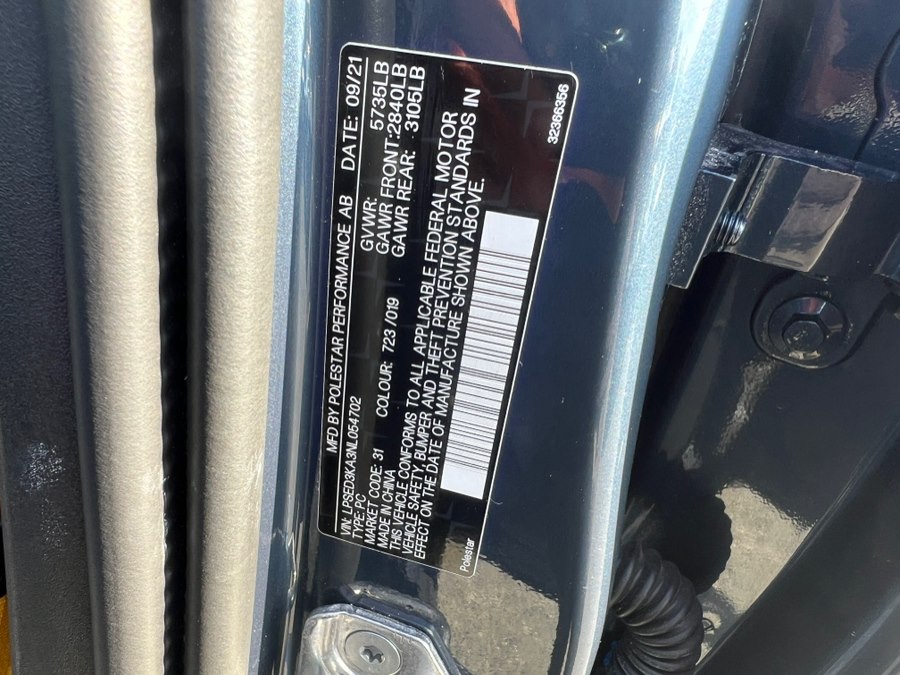 MFD BY POLESTAR PERFORMANCE AB DATE: 09/21
VIN: LPSED3KA3NL054702
TYPE: PC
GVWR: 5735LB
MARKET CODE: 31 COLOUR: 723 /019 GAWR FRONT:2840LB
MADE IN CHINA GAWR REAR: 3105LB
THIS VEHICLE CONFORMS TO ALL APPLICABLE FEDERAL MOTOR
VEHICLE SAFETY, BUMPER AND THEFT PREVENTION STANDARDS IN
EFFECT ON THE DATE OF MANUFACTURE SHOWN ABOVE.
Polestar
32366356